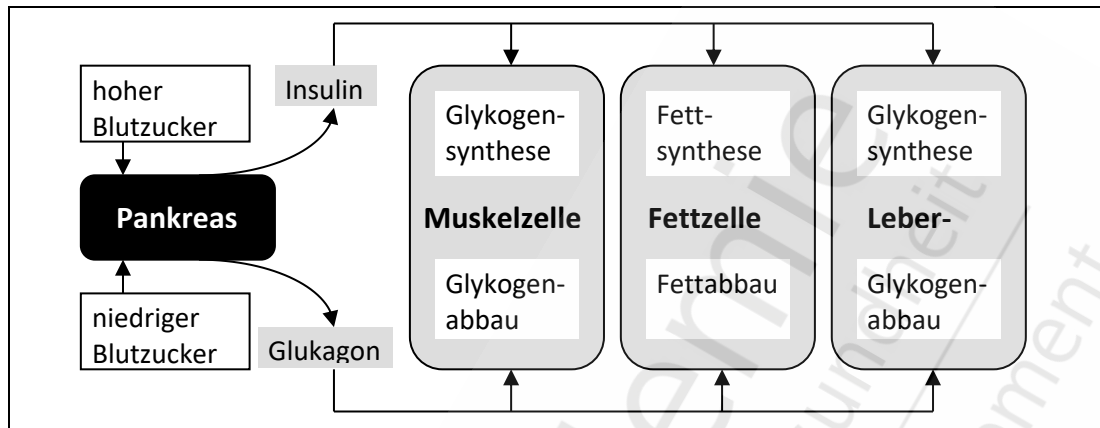 hoher
Blutzucker
Insulin
Glykogen-
synthese
Fett-
synthese
Glykogen-
synthese
Pankreas
Muskelzelle
Fettzelle
Leber-
niedriger
Blutzucker
Glukagon
Glykogen-
abbau
Fettabbau
Glykogen-
abbau